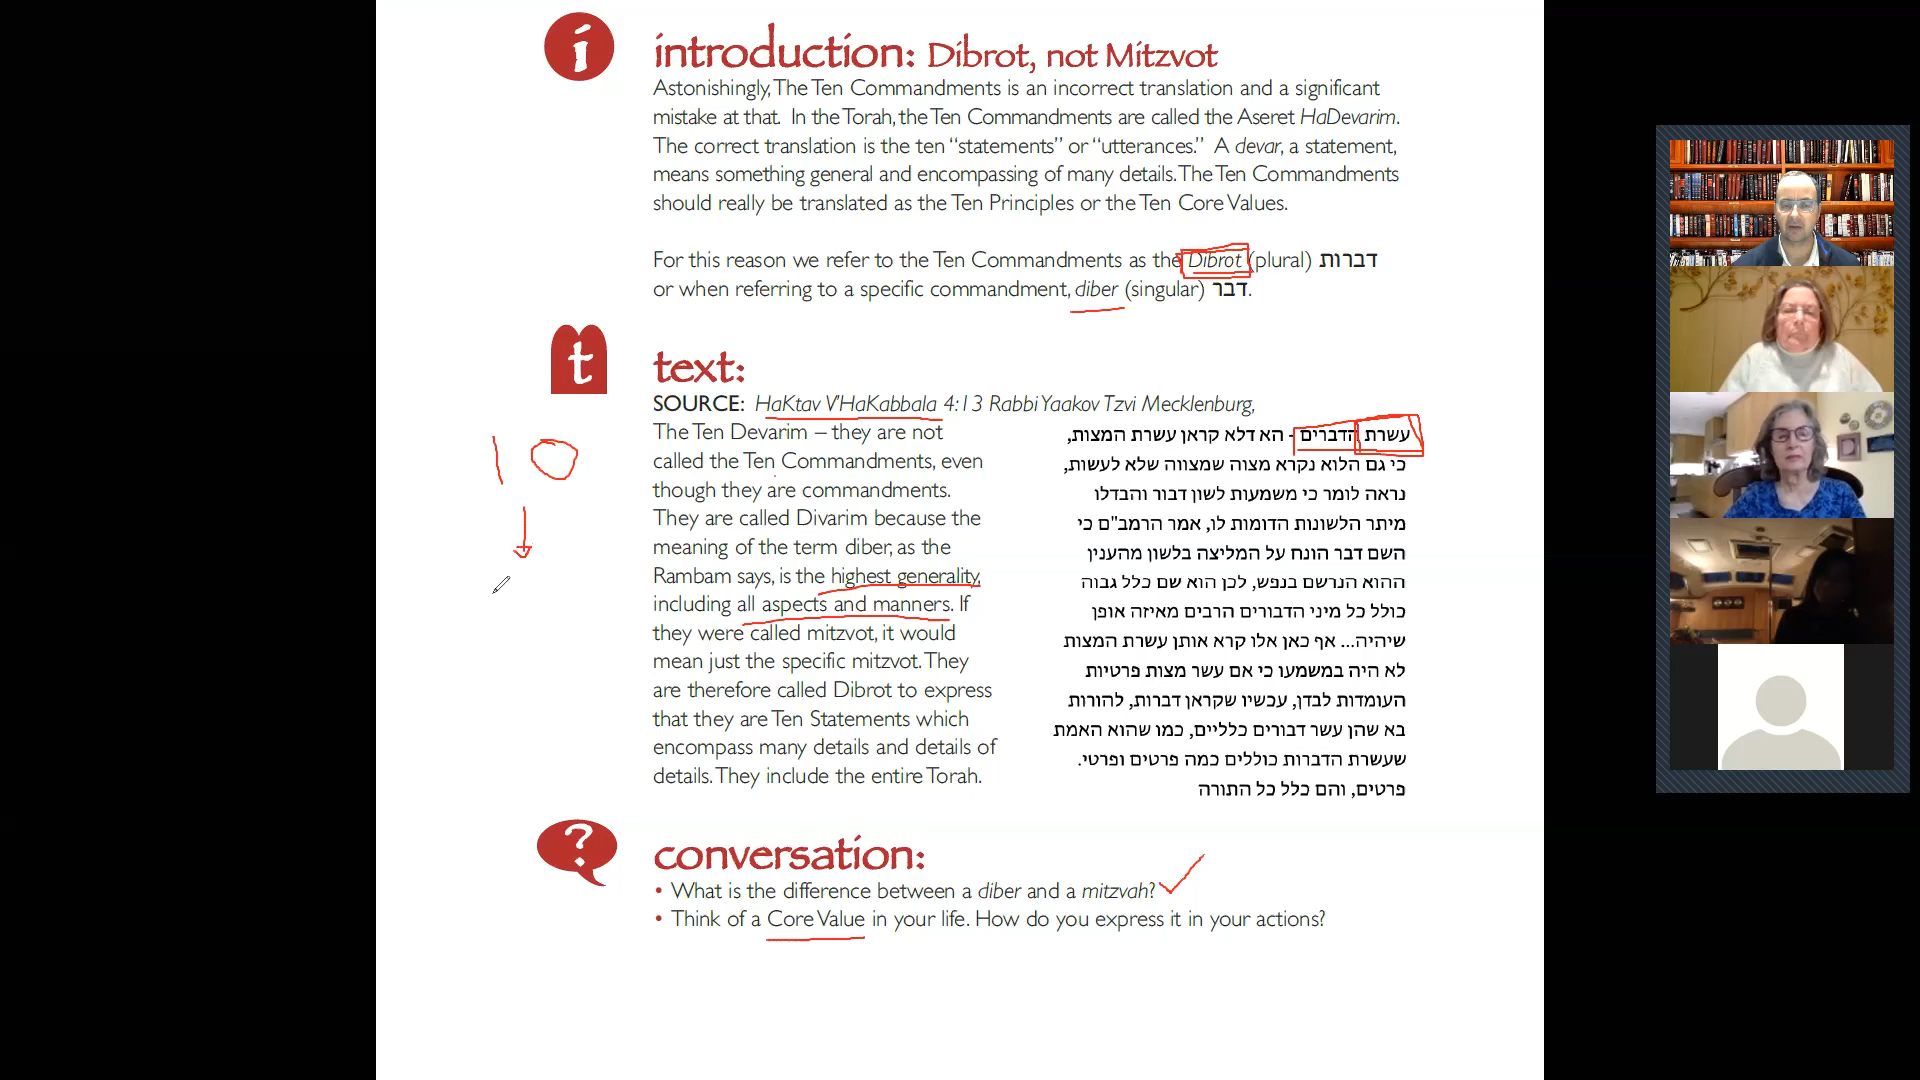 i introduction: Dibrot, not Mitzvot
Astonishingly, The Ten Commandments is an incorrect translation and a significant
mistake at that. In the Torah, the Ten Commandments are called the Aseret HaDevarim.
The correct translation is the ten “statements” or “utterances.” A devar, a statement,
means something general and encompassing of many details. The Ten Commandments
should really be translated as the Ten Principles or the Ten Core Values.
For this reason we refer to the Ten Commandments as the Dibrot (plural) דברות
or when referring to a specific commandment, diber (singular) דבר.
t text:
SOURCE: HaKtav V'HaKabbala 4:13 Rabbi Yaakov Tzvi Mecklenburg,
The Ten Devarim – they are not
called the Ten Commandments, even
though they are commandments.
They are called Divarim because the
meaning of the term diber, as the
Rambam says, is the highest generality,
including all aspects and manners. If
they were called mitzvot, it would
mean just the specific mitzvot. They
are therefore called Dibrot to express
that they are Ten Statements which
encompass many details and details of
details. They include the entire Torah.
עשרת הדברים - הא דלא קראן עשרת המצות,
כי גם הלוא נקרא מצוה שמצווה שלא לעשות,
נראה לומר כי משמעות לשון דבור והבדלו
מיתר הלשונות הדומות לו, אמר הרמב"ם כי
השם דבר הונח על המליצה בלשון מהענין
ההוא הנרשם בנפש, לכן הוא שם כלל גבוה
כולל כל מיני הדבורים הרבים מאיזה אופן
שיהיה... אף כאן אלו קרא אותן עשרת המצות
לא היה במשמעו כי אם עשר מצות פרטיות
העומדות לבדן, עכשיו שקראן דברות, להורות
בא שהן עשר דבורים כלליים, כמו שהוא האמת
שעשרת הדברות כוללים כמה פרטים ופרטי.
פרטים, והם כלל כל התורה
10
? conversation:
• What is the difference between a diber and a mitzvah?
• Think of a Core Value in your life. How do you express it in your actions?